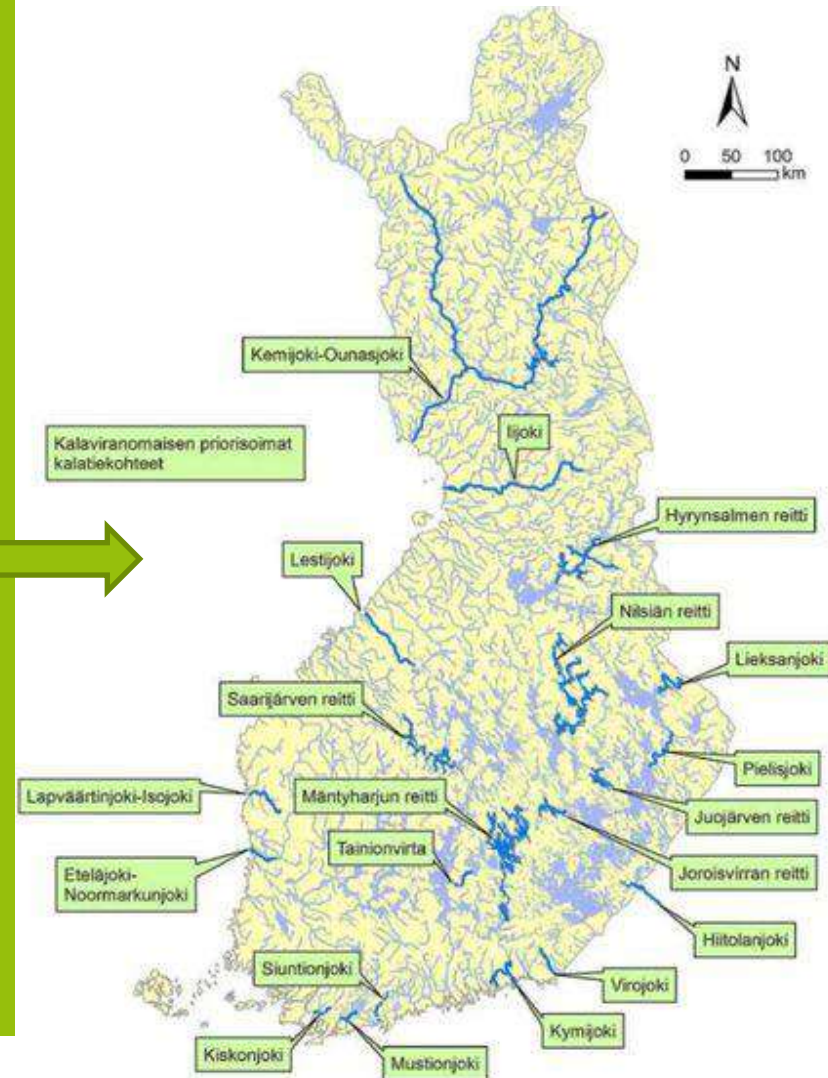 N
0 50 100
km
Kemijoki-Ounasjoki
Iijoki
Kalaviranomaisen priorisoimat
kalatiekohteet
Hyrynsalmen reitti
Lestijoki
Nilsiän reitti
Lieksanjoki
Saarijärven reitti
Pielisjoki
Lapväärtinjoki-Isojoki
Mäntyharjun reitti
Juojärven reitti
Tainionvirta
Eteläjoki-
Noormarkunjoki
Joroisvirran reitti
Hiitolanjoki
Siuntionjoki
Virojoki
Kymijoki
Kiskonjoki
Mustionjoki